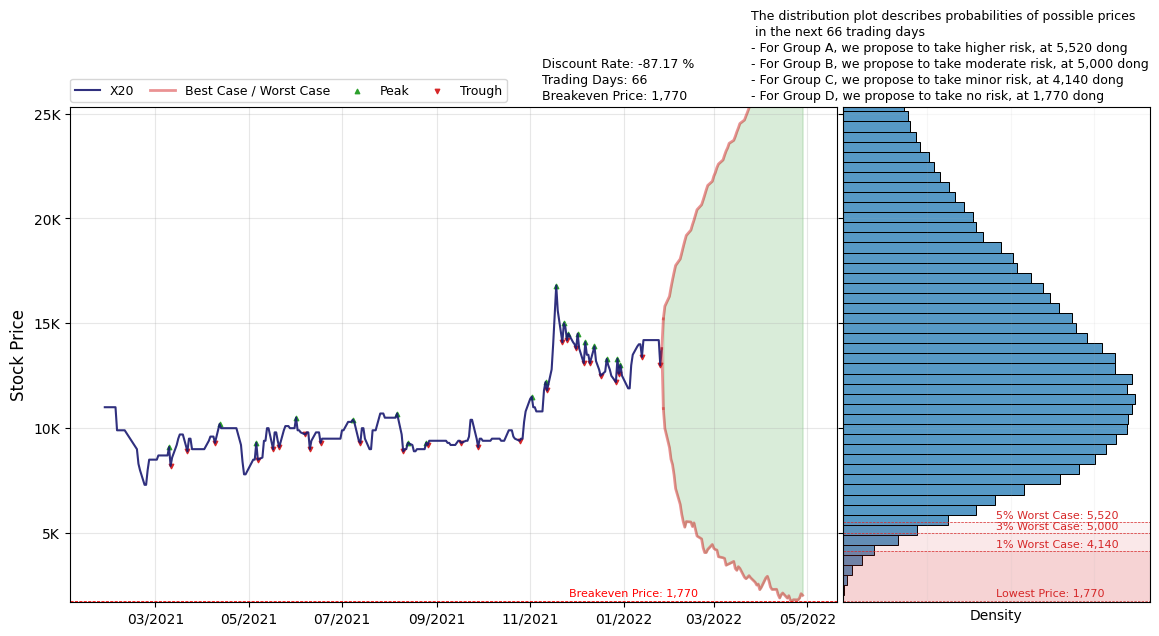 The distribution plot describes probabilities of possible prices
in the next 66 trading days
- For Group A, we propose to take higher risk, at 5,520 dong
- For Group B, we propose to take moderate risk, at 5,000 dong
- For Group C, we propose to take minor risk, at 4,140 dong
- For Group D, we propose to take no risk, at 1,770 dong
Discount Rate: -87.17 %
Trading Days: 66
Breakeven Price: 1,770
X20
Best Case / Worst Case
Peak
Trough
Stock Price
25K
20K
15K
10K
5K
Breakeven Price: 1,770
03/2021
05/2021
07/2021
09/2021
11/2021
01/2022
03/2022
05/2022
5% Worst Case: 5,520
3% Worst Case: 5,000
1% Worst Case: 4,140
Lowest Price: 1,770
Density